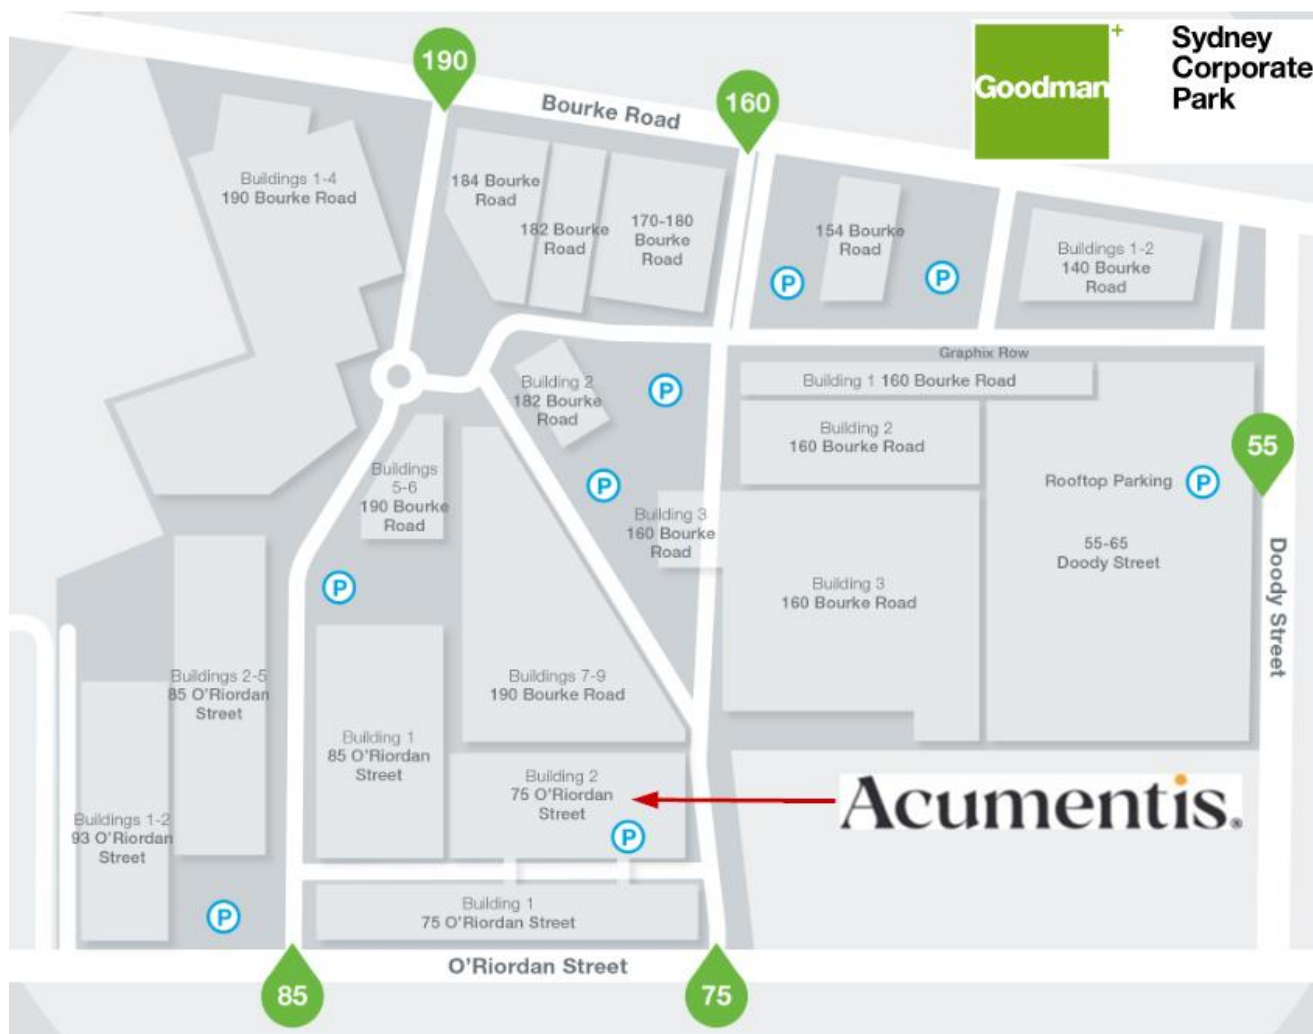 Goodman
+
Sydney
Corporate
Park
190
160
Bourke Road
Buildings 1-4
190 Bourke Road
184 Bourke
Road
182 Bourke
Road
170-180
Bourke
Road
154 Bourke
Road
Buildings 1-2
140 Bourke
Road
P
P
Graphix Row
Building 2
182 Bourke
Road
P
Building 1 160 Bourke Road
Building 2
160 Bourke Road
55
Buildings
5-6
190 Bourke
Road
P
Rooftop Parking P
Building 3
160 Bourke
Road
55-65
Doody Street
Doody Street
P
Building 3
160 Bourke Road
Buildings 2-5
85 O'Riordan
Street
Buildings 7-9
190 Bourke Road
Building 1
85 O'Riordan
Street
Building 2
75 O'Riordan
Street
P
Acumentis®
Buildings 1-2
93 O'Riordan
Street
P
Building 1
75 O'Riordan Street
O'Riordan Street
85
75